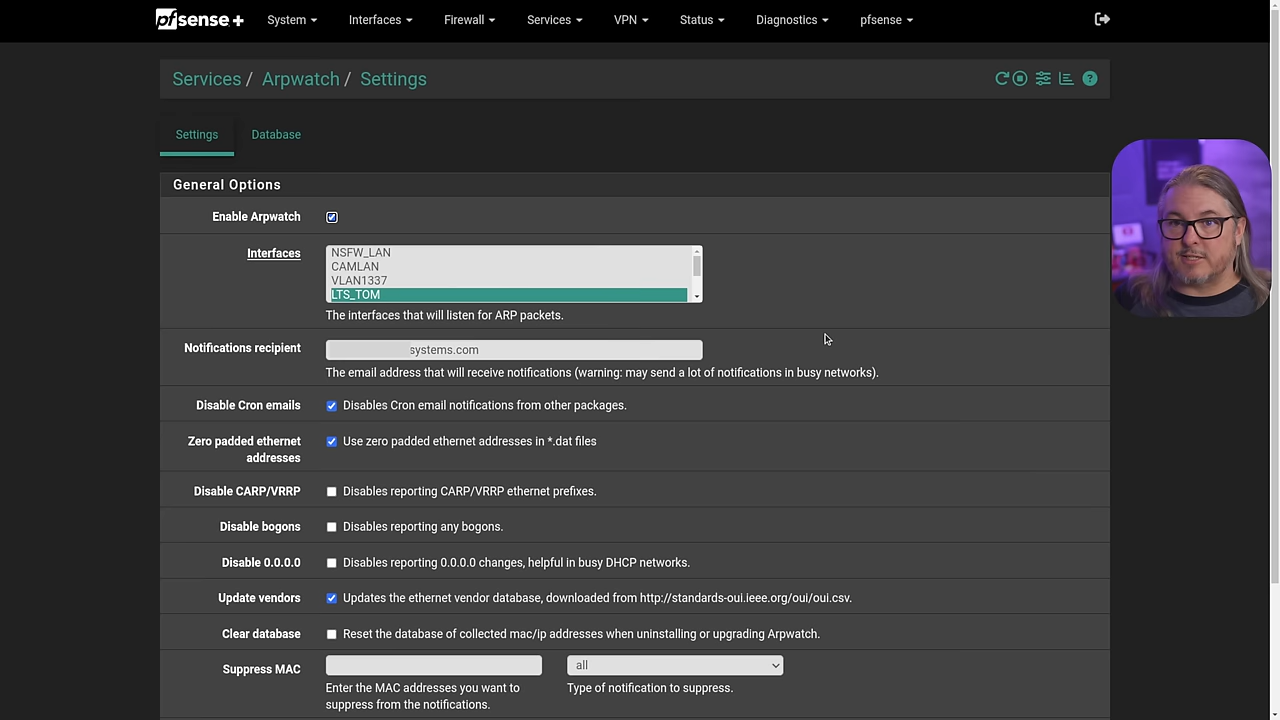 pfsense +
System
Interfaces
Firewall
Services
VPN
Status
Diagnostics
pfsense
Services / Arpwatch / Settings
Settings
Database
General Options
Enable Arpwatch
Interfaces
NSFW_LAN
CAMLAN
VLAN1337
LTS_TOM
The interfaces that will listen for ARP packets.
Notifications recipient
systems.com
The email address that will receive notifications (warning: may send a lot of notifications in busy networks).
Disable Cron emails
Disables Cron email notifications from other packages.
Zero padded ethernet
addresses
Use zero padded ethernet addresses in *.dat files
Disable CARP/VRRP
Disables reporting CARP/VRRP ethernet prefixes.
Disable bogons
Disables reporting any bogons.
Disable 0.0.0.0
Disables reporting 0.0.0.0 changes, helpful in busy DHCP networks.
Update vendors
Updates the ethernet vendor database, downloaded from http://standards-oui.ieee.org/oui/oui.csv.
Clear database
Reset the database of collected mac/ip addresses when uninstalling or upgrading Arpwatch.
Suppress MAC
all
Enter the MAC addresses you want to
suppress from the notifications.
Type of notification to suppress.